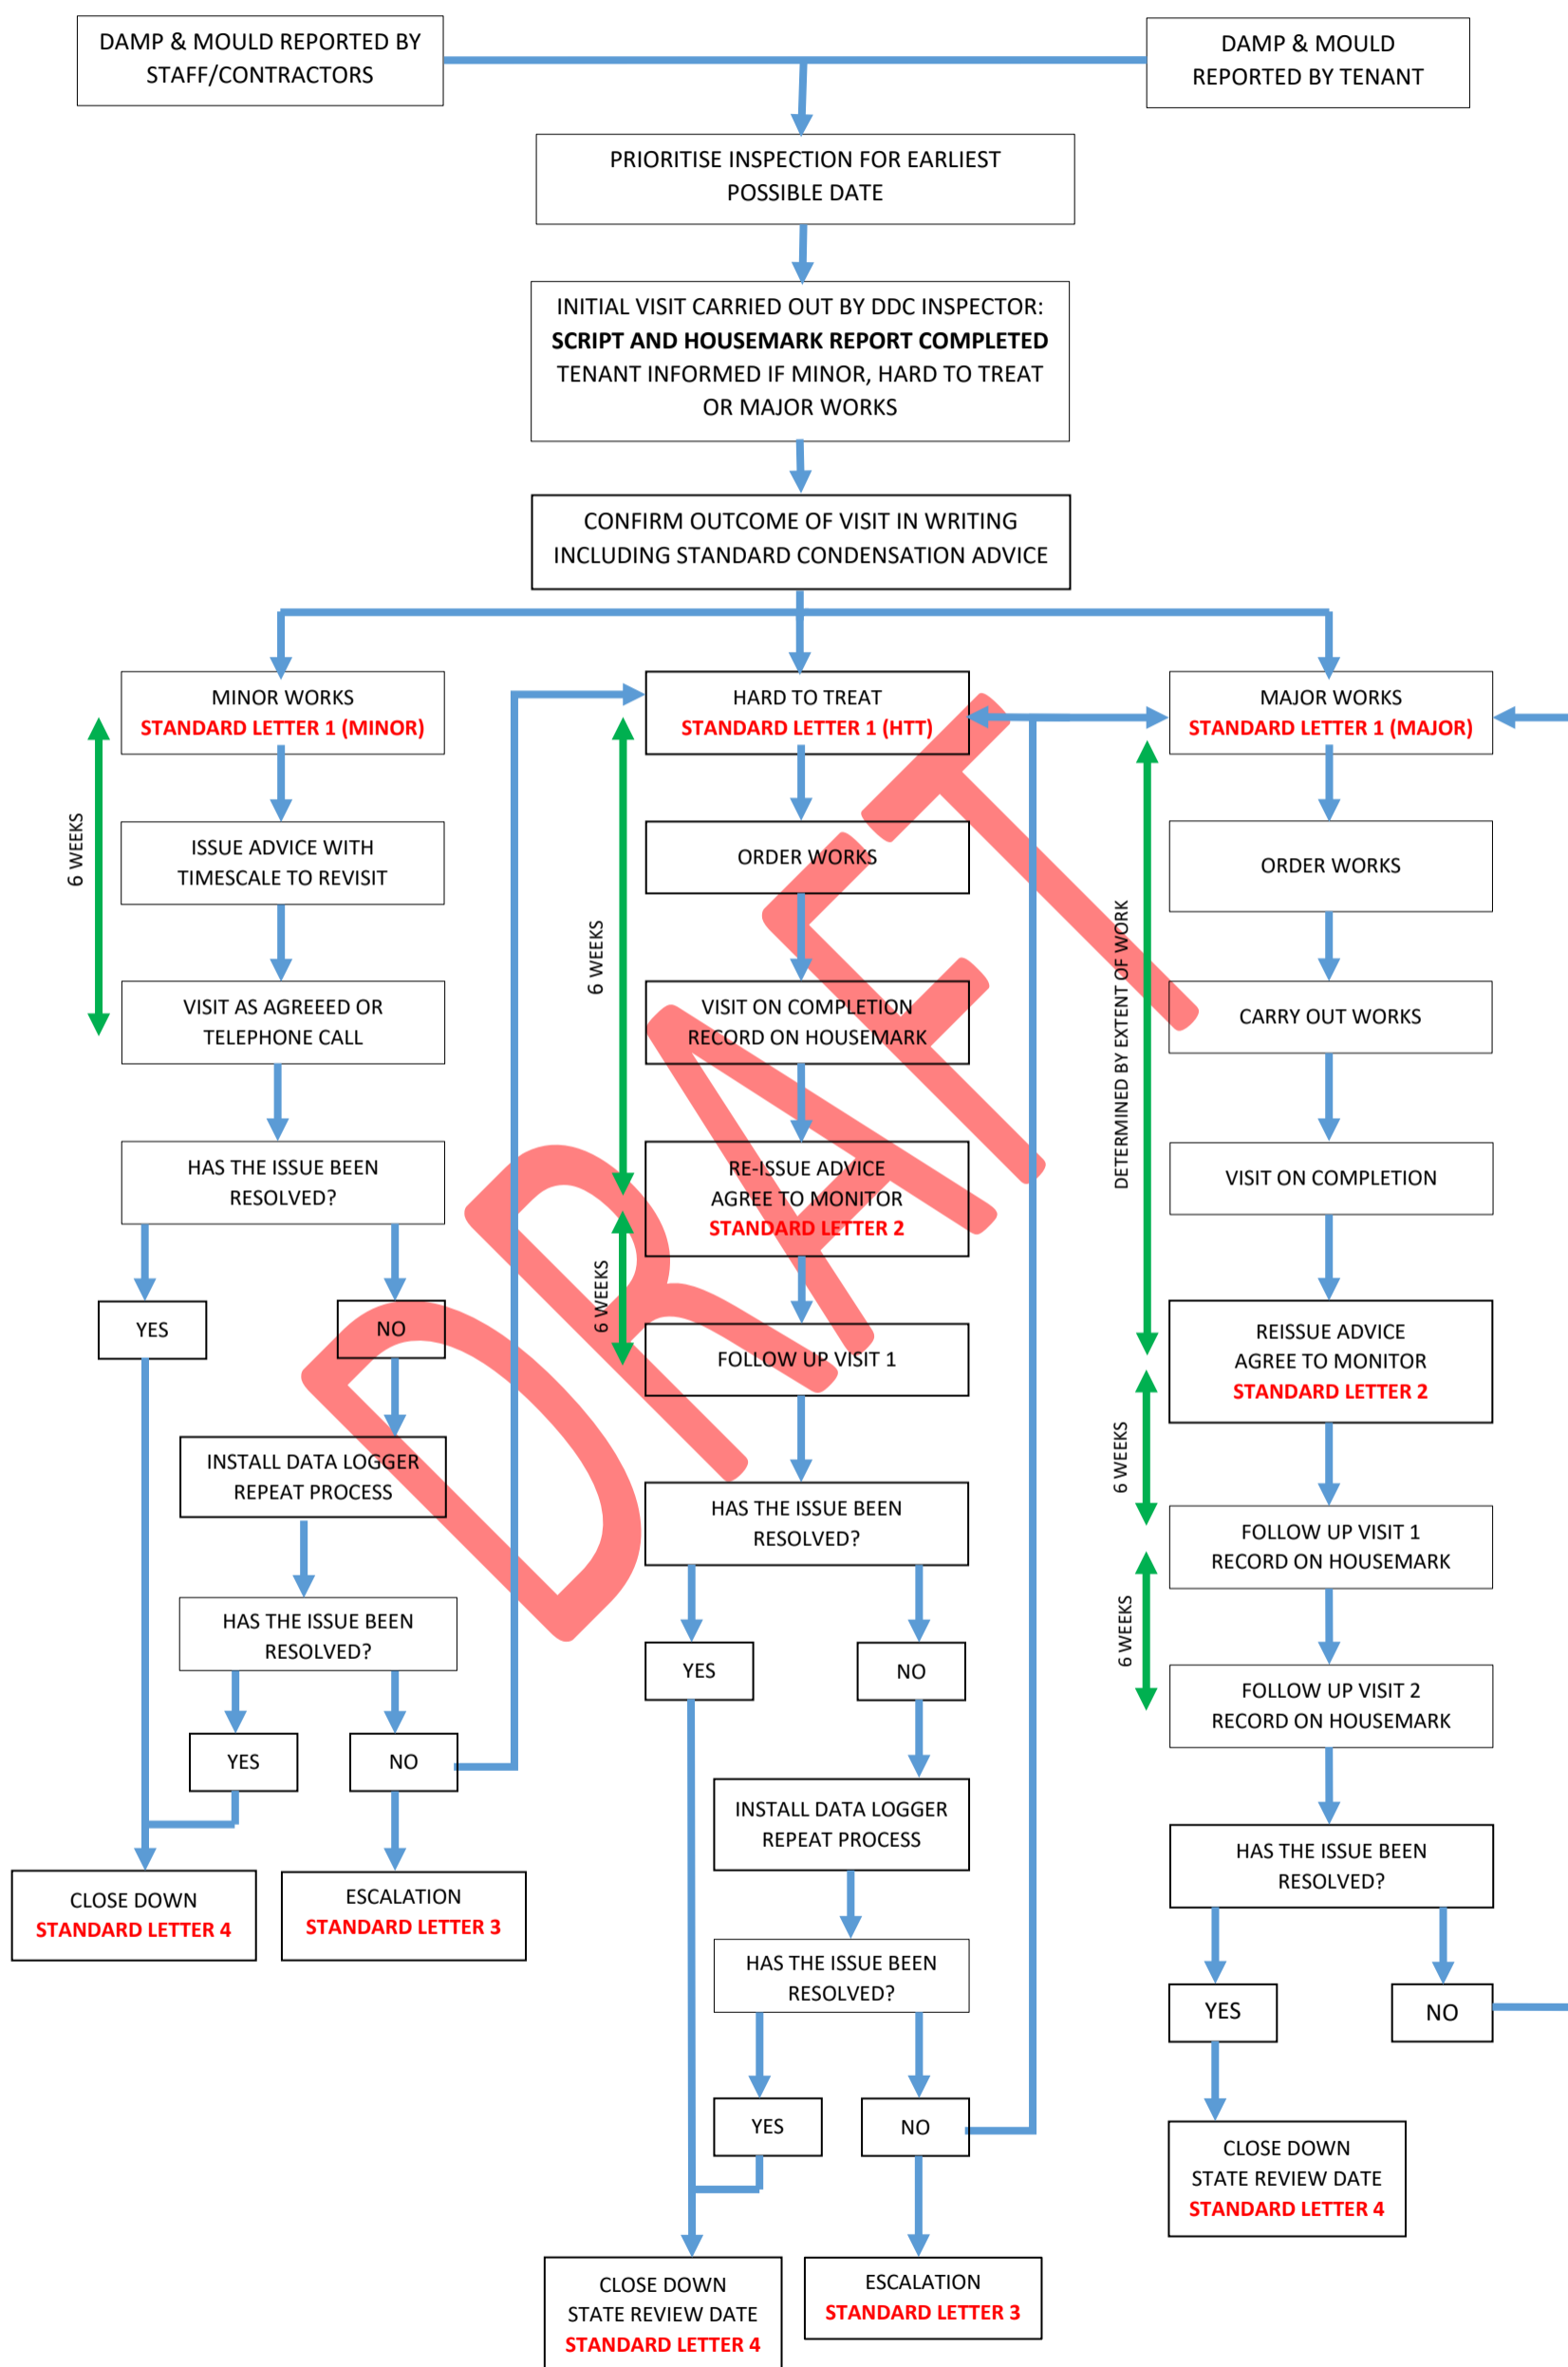 DAMP & MOULD REPORTED BY
STAFF/CONTRACTORS
DAMP & MOULD
REPORTED BY TENANT
PRIORITISE INSPECTION FOR EARLIEST
POSSIBLE DATE
INITIAL VISIT CARRIED OUT BY DDC INSPECTOR:
SCRIPT AND HOUSEMARK REPORT COMPLETED
TENANT INFORMED IF MINOR, HARD TO TREAT
OR MAJOR WORKS
CONFIRM OUTCOME OF VISIT IN WRITING
INCLUDING STANDARD CONDENSATION ADVICE
MINOR WORKS
STANDARD LETTER 1 (MINOR)
6 WEEKS
ISSUE ADVICE WITH
TIMESCALE TO REVISIT
VISIT AS AGREEED OR
TELEPHONE CALL
HAS THE ISSUE BEEN
RESOLVED?
YES
NO
INSTALL DATA LOGGER
REPEAT PROCESS
HAS THE ISSUE BEEN
RESOLVED?
YES
NO
CLOSE DOWN
STANDARD LETTER 4
ESCALATION
STANDARD LETTER 3
HARD TO TREAT
STANDARD LETTER 1 (HTT)
6 WEEKS
ORDER WORKS
VISIT ON COMPLETION
RECORD ON HOUSEMARK
RE-ISSUE ADVICE
AGREE TO MONITOR
STANDARD LETTER 2
6 WEEKS
FOLLOW UP VISIT 1
HAS THE ISSUE BEEN
RESOLVED?
YES
NO
INSTALL DATA LOGGER
REPEAT PROCESS
HAS THE ISSUE BEEN
RESOLVED?
YES
NO
CLOSE DOWN
STATE REVIEW DATE
STANDARD LETTER 4
ESCALATION
STANDARD LETTER 3
MAJOR WORKS
STANDARD LETTER 1 (MAJOR)
DETERMINED BY EXTENT OF WORK
ORDER WORKS
CARRY OUT WORKS
VISIT ON COMPLETION
REISSUE ADVICE
AGREE TO MONITOR
STANDARD LETTER 2
6 WEEKS
FOLLOW UP VISIT 1
RECORD ON HOUSEMARK
6 WEEKS
FOLLOW UP VISIT 2
RECORD ON HOUSEMARK
HAS THE ISSUE BEEN
RESOLVED?
YES
NO
CLOSE DOWN
STATE REVIEW DATE
STANDARD LETTER 4
DRAFT